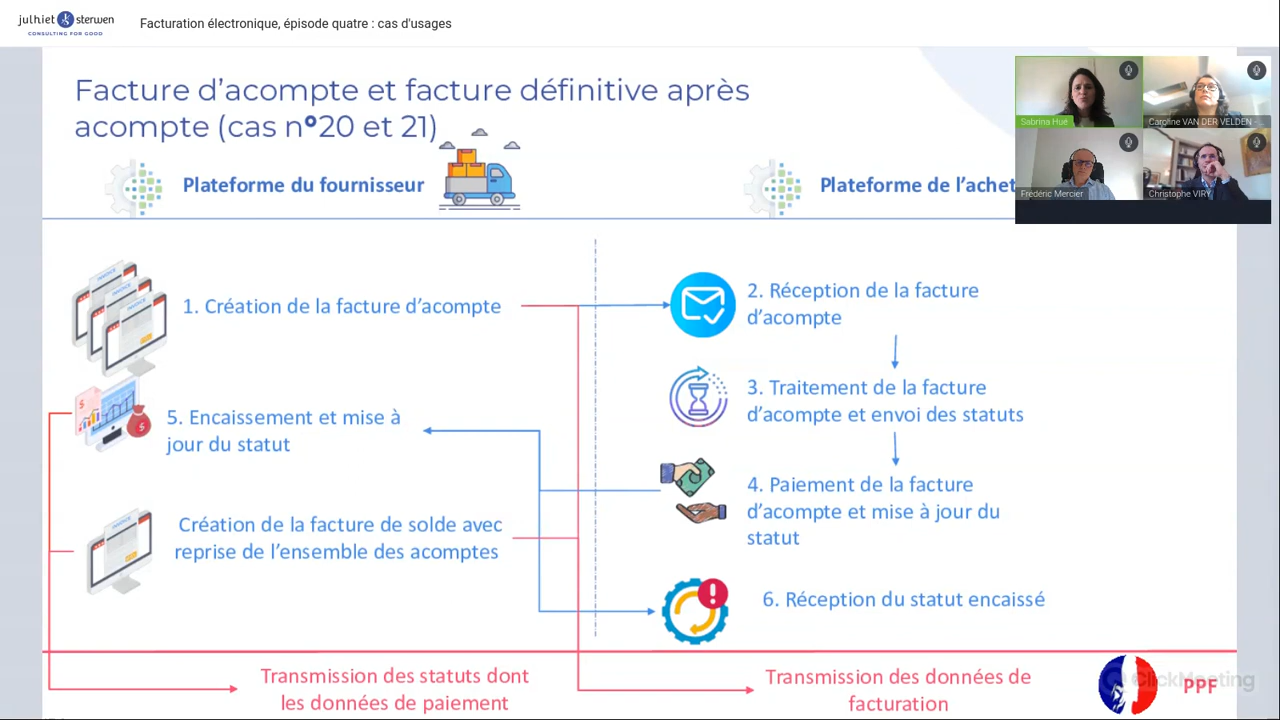 julhiet sterwen
CONSULTING FOR GOOD
Facturation électronique, épisode quatre : cas d'usages
Facture d'acompte et facture définitive après
acompte (cas n°20 et 21)
Plateforme du fournisseur
Plateforme de l'achet
Sabrina Hue
Caroline VAN DER VELDEN -
Frédéric Mercier
Christophe VIRY
INVOICE
INVOICE
INVOICE
1. Création de la facture d'acompte
2. Réception de la facture
d'acompte
3. Traitement de la facture
d'acompte et envoi des statuts
5. Encaissement et mise à
jour du statut
4. Paiement de la facture
d'acompte et mise à jour du
statut
INVOICE
Création de la facture de solde avec
reprise de l'ensemble des acomptes
6. Réception du statut encaissé
Transmission des statuts dont
les données de paiement
Transmission des données de
facturation
ClickMeeting
PPF